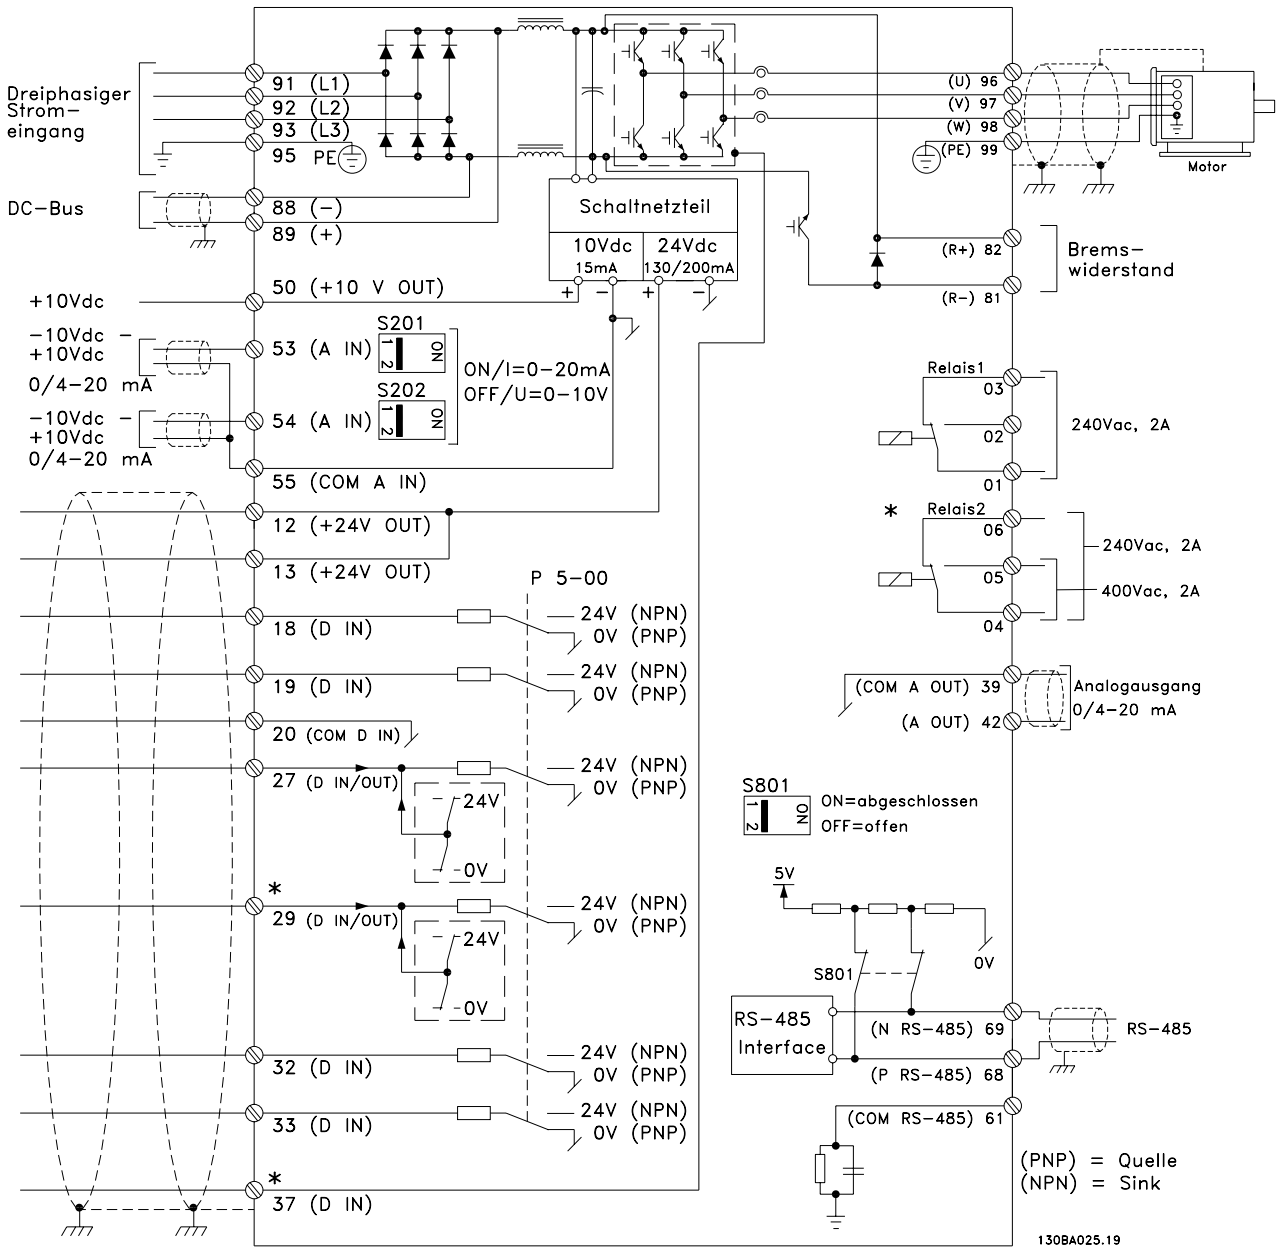 Dreiphasiger
Strom-
eingang
91 (L1)
92 (L2)
93 (L3)
95 PE
DC-Bus
88 (-)
89 (+)
+10Vdc
50 (+10 V OUT)
-10Vdc -
+10Vdc
0/4-20 mA
53 (A IN)
S201
1 2
ON
ON/I=0-20mA
OFF/U=0-10V
-10Vdc -
+10Vdc
0/4-20 mA
54 (A IN)
S202
1 2
ON
55 (COM A IN)
12 (+24V OUT)
13 (+24V OUT)
P 5-00
18 (D IN)
24V (NPN)
0V (PNP)
19 (D IN)
24V (NPN)
0V (PNP)
20 (COM D IN)
27 (D IN/OUT)
24V (NPN)
0V (PNP)
24V
0V
*
29 (D IN/OUT)
24V (NPN)
0V (PNP)
24V
0V
32 (D IN)
24V (NPN)
0V (PNP)
33 (D IN)
24V (NPN)
0V (PNP)
*
37 (D IN)
Schaltnetzteil
10Vdc
15mA
24Vdc
130/200mA
+ - + -
(U) 96
(V) 97
(W) 98
(PE) 99
Motor
(R+) 82
(R-) 81
Brems-
widerstand
Relais1
03
02
01
240Vac, 2A
*
Relais2
06
05
04
240Vac, 2A
400Vac, 2A
(COM A OUT) 39
(A OUT) 42
Analogausgang
0/4-20 mA
S801
1 2
ON
ON=abgeschlossen
OFF=offen
5V
0V
S801
RS-485
Interface
(N RS-485) 69
(P RS-485) 68
RS-485
(COM RS-485) 61
(PNP) = Quelle
(NPN) = Sink
130BA025.19